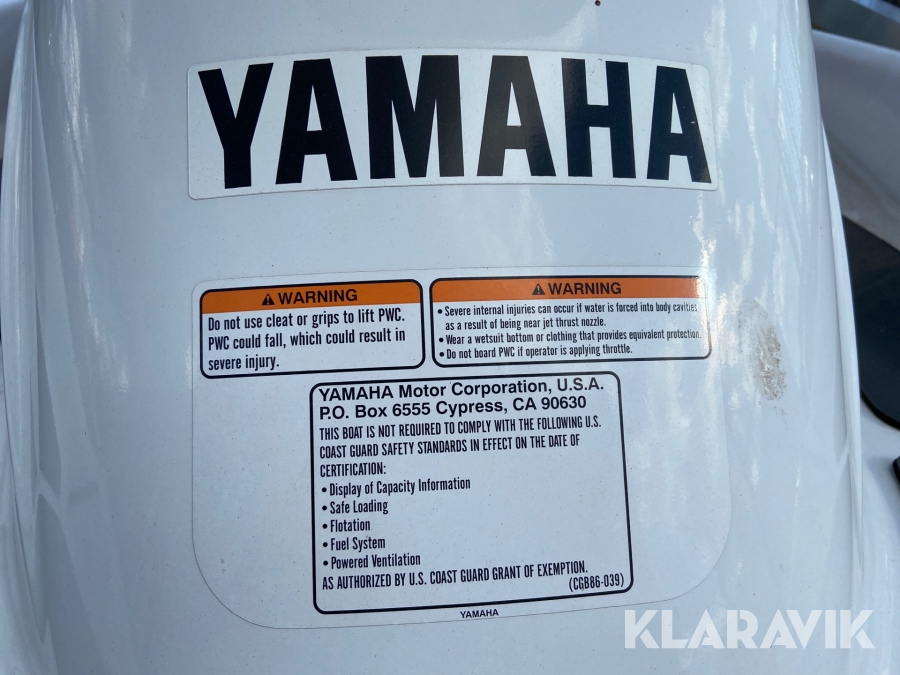 YAMAHA
WARNING
Do not use cleat or grips to lift PWC.
PWC could fall, which could result in
severe injury.
WARNING
• Severe internal injuries can occur if water is forced into body cavities
as a result of being near jet thrust nozzle.
• Wear a wetsuit bottom or clothing that provides equivalent protection.
• Do not board PWC if operator is applying throttle.
YAMAHA Motor Corporation, U.S.A.
P.O. Box 6555 Cypress, CA 90630
THIS BOAT IS NOT REQUIRED TO COMPLY WITH THE FOLLOWING U.S.
COAST GUARD SAFETY STANDARDS IN EFFECT ON THE DATE OF
CERTIFICATION:
• Display of Capacity Information
• Safe Loading
• Flotation
• Fuel System
• Powered Ventilation
AS AUTHORIZED BY U.S. COAST GUARD GRANT OF EXEMPTION.
(CGB86-039)
YAMAHA
KLARAVIK